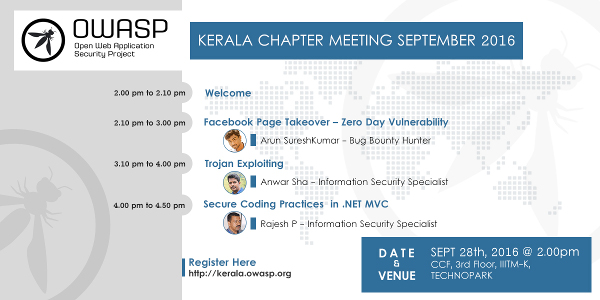 OWASP
Open Web Application
Security Project
KERALA CHAPTER MEETING SEPTEMBER 2016
2.00 pm to 2.10 pm Welcome
2.10 pm to 3.00 pm Facebook Page Takeover – Zero Day Vulnerability
Arun SureshKumar – Bug Bounty Hunter
3.10 pm to 4.00 pm Trojan Exploiting
Anwar Sha – Information Security Specialist
4.00 pm to 4.50 pm Secure Coding Practices in .NET MVC
Rajesh P – Information Security Specialist
Register Here
http://kerala.owasp.org
DATE
&
VENUE
SEPT 28th, 2016 @ 2.00pm
CCF, 3rd Floor, IIITM-K,
TECHNOPARK